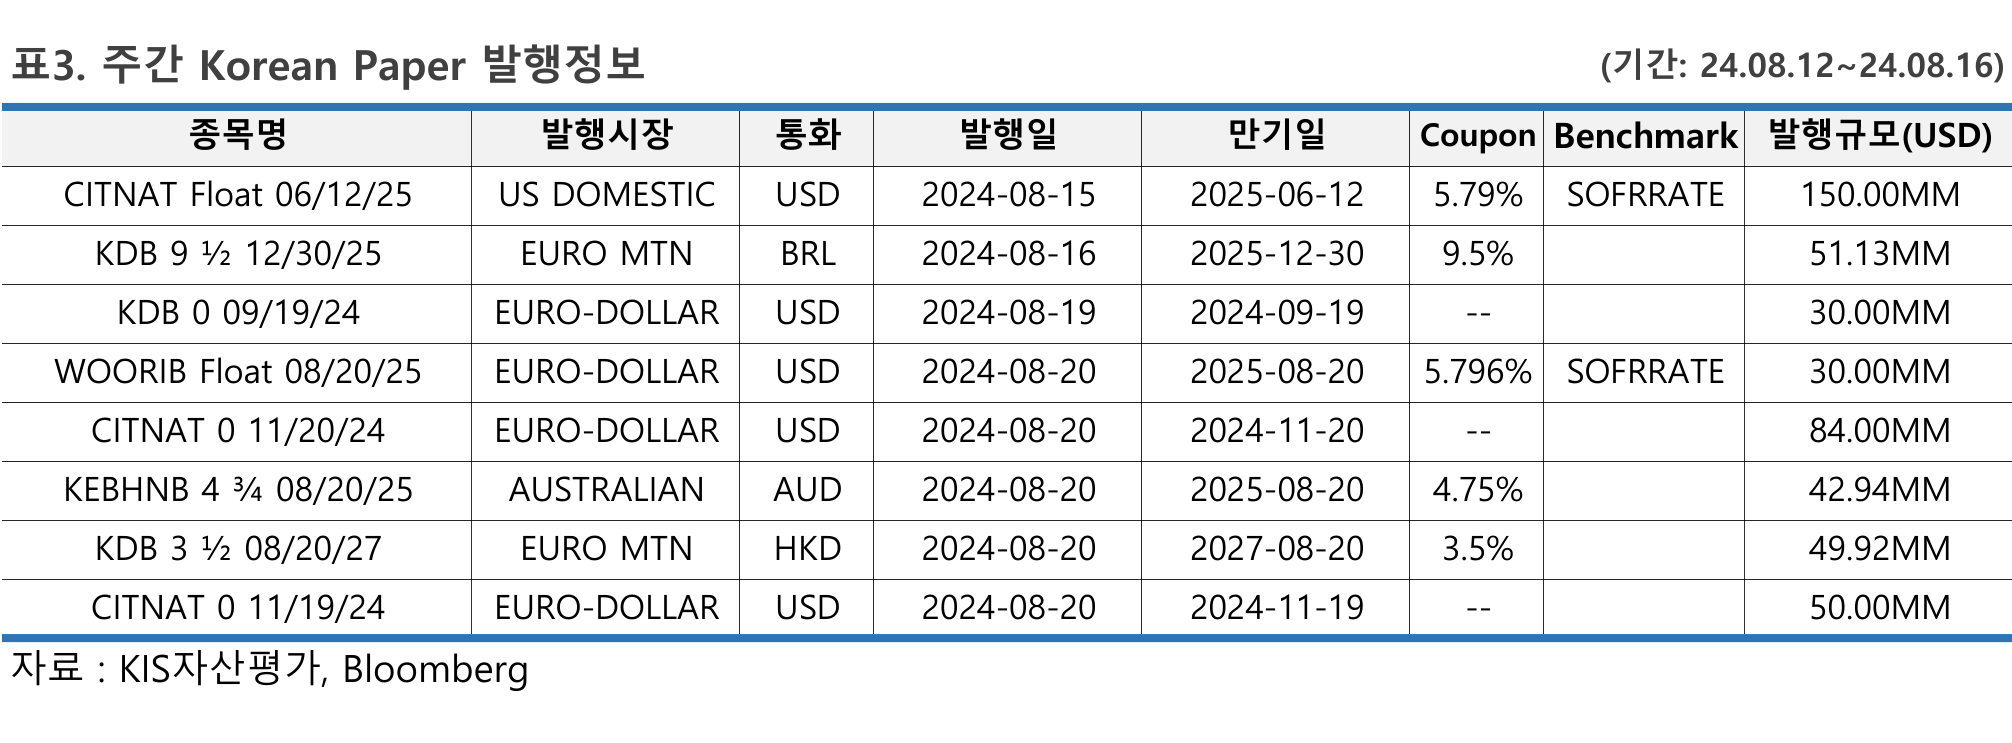 표3. 주간 Korean Paper 발행정보 (기간: 24.08.12~24.08.16)
종목명 발행시장 통화 발행일 만기일 Coupon Benchmark 발행규모(USD)
CITNAT Float 06/12/25 US DOMESTIC USD 2024-08-15 2025-06-12 5.79% SOFRRATE 150.00MM
KDB 9 ½ 12/30/25 EURO MTN BRL 2024-08-16 2025-12-30 9.5% 51.13MM
KDB 0 09/19/24 EURO-DOLLAR USD 2024-08-19 2024-09-19 -- 30.00MM
WOORIB Float 08/20/25 EURO-DOLLAR USD 2024-08-20 2025-08-20 5.796% SOFRRATE 30.00MM
CITNAT 0 11/20/24 EURO-DOLLAR USD 2024-08-20 2024-11-20 -- 84.00MM
KEBHNB 4 ¾ 08/20/25 AUSTRALIAN AUD 2024-08-20 2025-08-20 4.75% 42.94MM
KDB 3 ½ 08/20/27 EURO MTN HKD 2024-08-20 2027-08-20 3.5% 49.92MM
CITNAT 0 11/19/24 EURO-DOLLAR USD 2024-08-20 2024-11-19 -- 50.00MM
자료 : KIS자산평가, Bloomberg